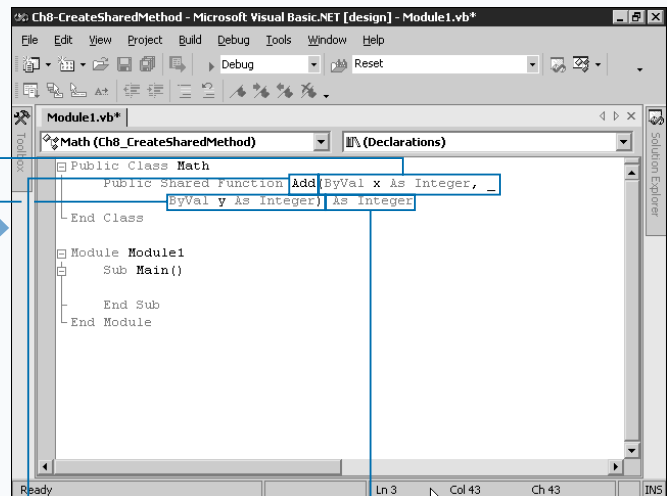 Ch8-CreateSharedMethod - Microsoft Visual Basic.NET [design] - Module1.vb*
File Edit View Project Build Debug Tools Window Help
Debug Reset
Module1.vb*
Math (Ch8_CreateSharedMethod) (Declarations)
Toolbox
Solution Explorer
Public Class Math
Public Shared Function Add(ByVal x As Integer, _
ByVal y As Integer) As Integer
End Class
Module Module1
Sub Main()
End Sub
End Module
Ready Ln 3 Col 43 Ch 43 INS